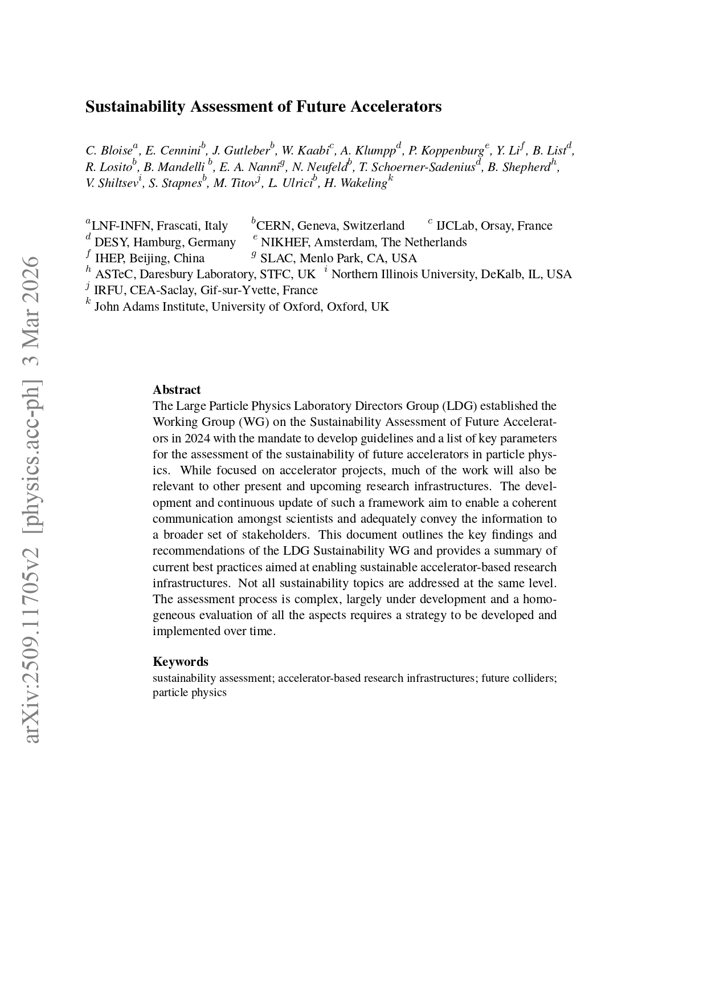 Sustainability Assessment of Future Accelerators
C. Bloise^a, E. Cennini^b, J. Gutleber^b, W. Kaabi^c, A. Klumpp^d, P. Koppenburg^e, Y. Li^f, B. List^d,
R. Losito^b, B. Mandelli ^b, E. A. Nanni^g, N. Neufeld^b, T. Schoerner-Sadenius^d, B. Shepherd^h,
V. Shiltsev^i, S. Stapnes^b, M. Titov^j, L. Ulrici^b, H. Wakeling^k
^a LNF-INFN, Frascati, Italy ^b CERN, Geneva, Switzerland ^c IJCLab, Orsay, France
^d DESY, Hamburg, Germany ^e NIKHEF, Amsterdam, The Netherlands
^f IHEP, Beijing, China ^g SLAC, Menlo Park, CA, USA
^h ASTeC, Daresbury Laboratory, STFC, UK ^i Northern Illinois University, DeKalb, IL, USA
^j IRFU, CEA-Saclay, Gif-sur-Yvette, France
^k John Adams Institute, University of Oxford, Oxford, UK
Abstract
The Large Particle Physics Laboratory Directors Group (LDG) established the
Working Group (WG) on the Sustainability Assessment of Future Accelerat-
ors in 2024 with the mandate to develop guidelines and a list of key parameters
for the assessment of the sustainability of future accelerators in particle phys-
ics. While focused on accelerator projects, much of the work will also be
relevant to other present and upcoming research infrastructures. The devel-
opment and continuous update of such a framework aim to enable a coherent
communication amongst scientists and adequately convey the information to
a broader set of stakeholders. This document outlines the key findings and
recommendations of the LDG Sustainability WG and provides a summary of
current best practices aimed at enabling sustainable accelerator-based research
infrastructures. Not all sustainability topics are addressed at the same level.
The assessment process is complex, largely under development and a homo-
geneous evaluation of all the aspects requires a strategy to be developed and
implemented over time.
Keywords
sustainability assessment; accelerator-based research infrastructures; future colliders;
particle physics
arXiv:2509.11705v2 [physics.acc-ph] 3 Mar 2026